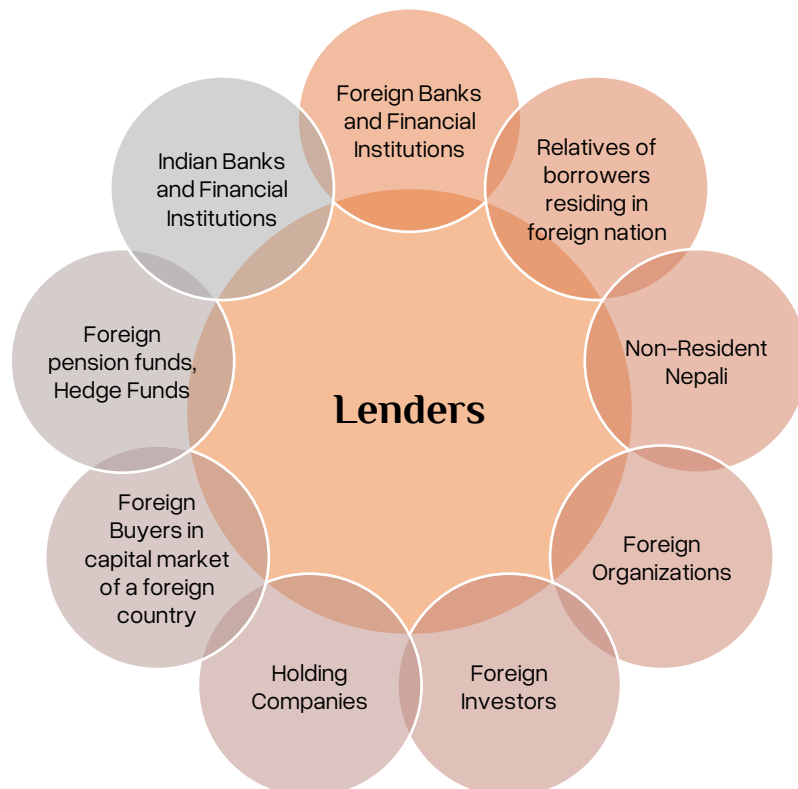 Foreign Banks
and Financial
Institutions
Relatives of
borrowers
residing in
foreign nation
Non-Resident
Nepali
Foreign
Organizations
Foreign
Investors
Holding
Companies
Foreign
Buyers in
capital market
of a foreign
country
Foreign
pension funds,
Hedge Funds
Indian Banks
and Financial
Institutions
Lenders